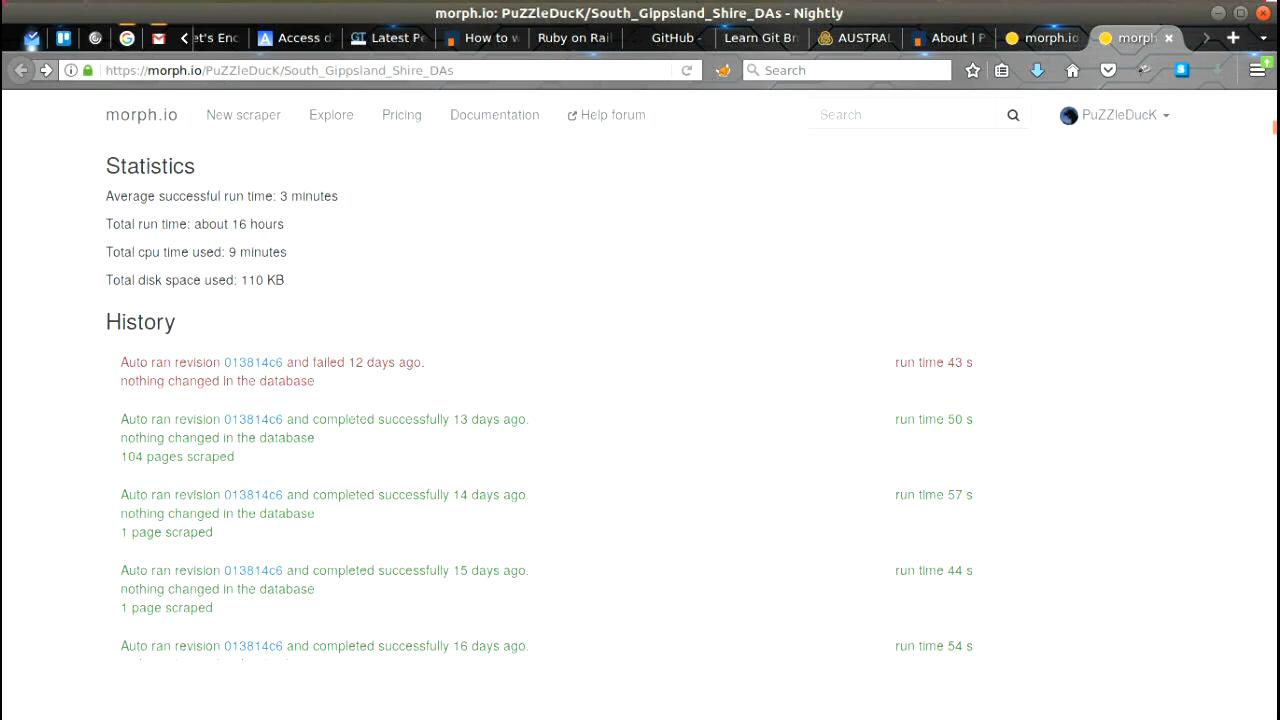 morph.io: PuZZleDucK/South_Gippsland_Shire_DAs - Nightly
et's Enc
Access d
GT Latest Pe
How to w
Ruby on Rail
GitHub -
Learn Git Br
AUSTRAL
About | P
morph.io
morph
https://morph.io/PuZZleDucK/South_Gippsland_Shire_DAs
Search
morph.io
New scraper
Explore
Pricing
Documentation
Help forum
Search
PuZZleDucK
Statistics
Average successful run time: 3 minutes
Total run time: about 16 hours
Total cpu time used: 9 minutes
Total disk space used: 110 KB
History
Auto ran revision 013814c6 and failed 12 days ago. run time 43 s
nothing changed in the database
Auto ran revision 013814c6 and completed successfully 13 days ago. run time 50 s
nothing changed in the database
104 pages scraped
Auto ran revision 013814c6 and completed successfully 14 days ago. run time 57 s
nothing changed in the database
1 page scraped
Auto ran revision 013814c6 and completed successfully 15 days ago. run time 44 s
nothing changed in the database
1 page scraped
Auto ran revision 013814c6 and completed successfully 16 days ago. run time 54 s